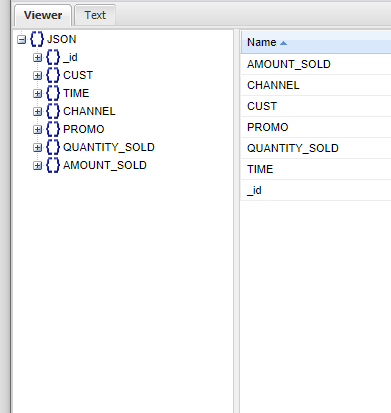 Viewer Text
JSON
_id
CUST
TIME
CHANNEL
PROMO
QUANTITY_SOLD
AMOUNT_SOLD
Name
AMOUNT_SOLD
CHANNEL
CUST
PROMO
QUANTITY_SOLD
TIME
_id